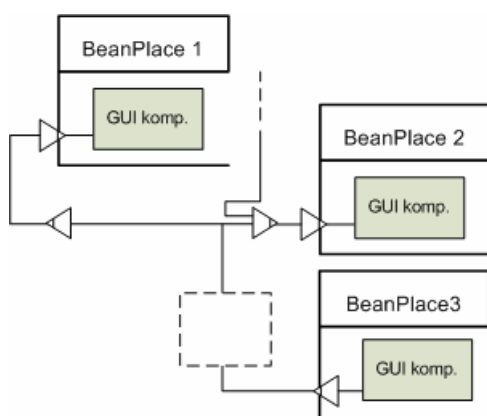 BeanPlace 1
GUI komp.
BeanPlace 2
GUI komp.
BeanPlace3
GUI komp.